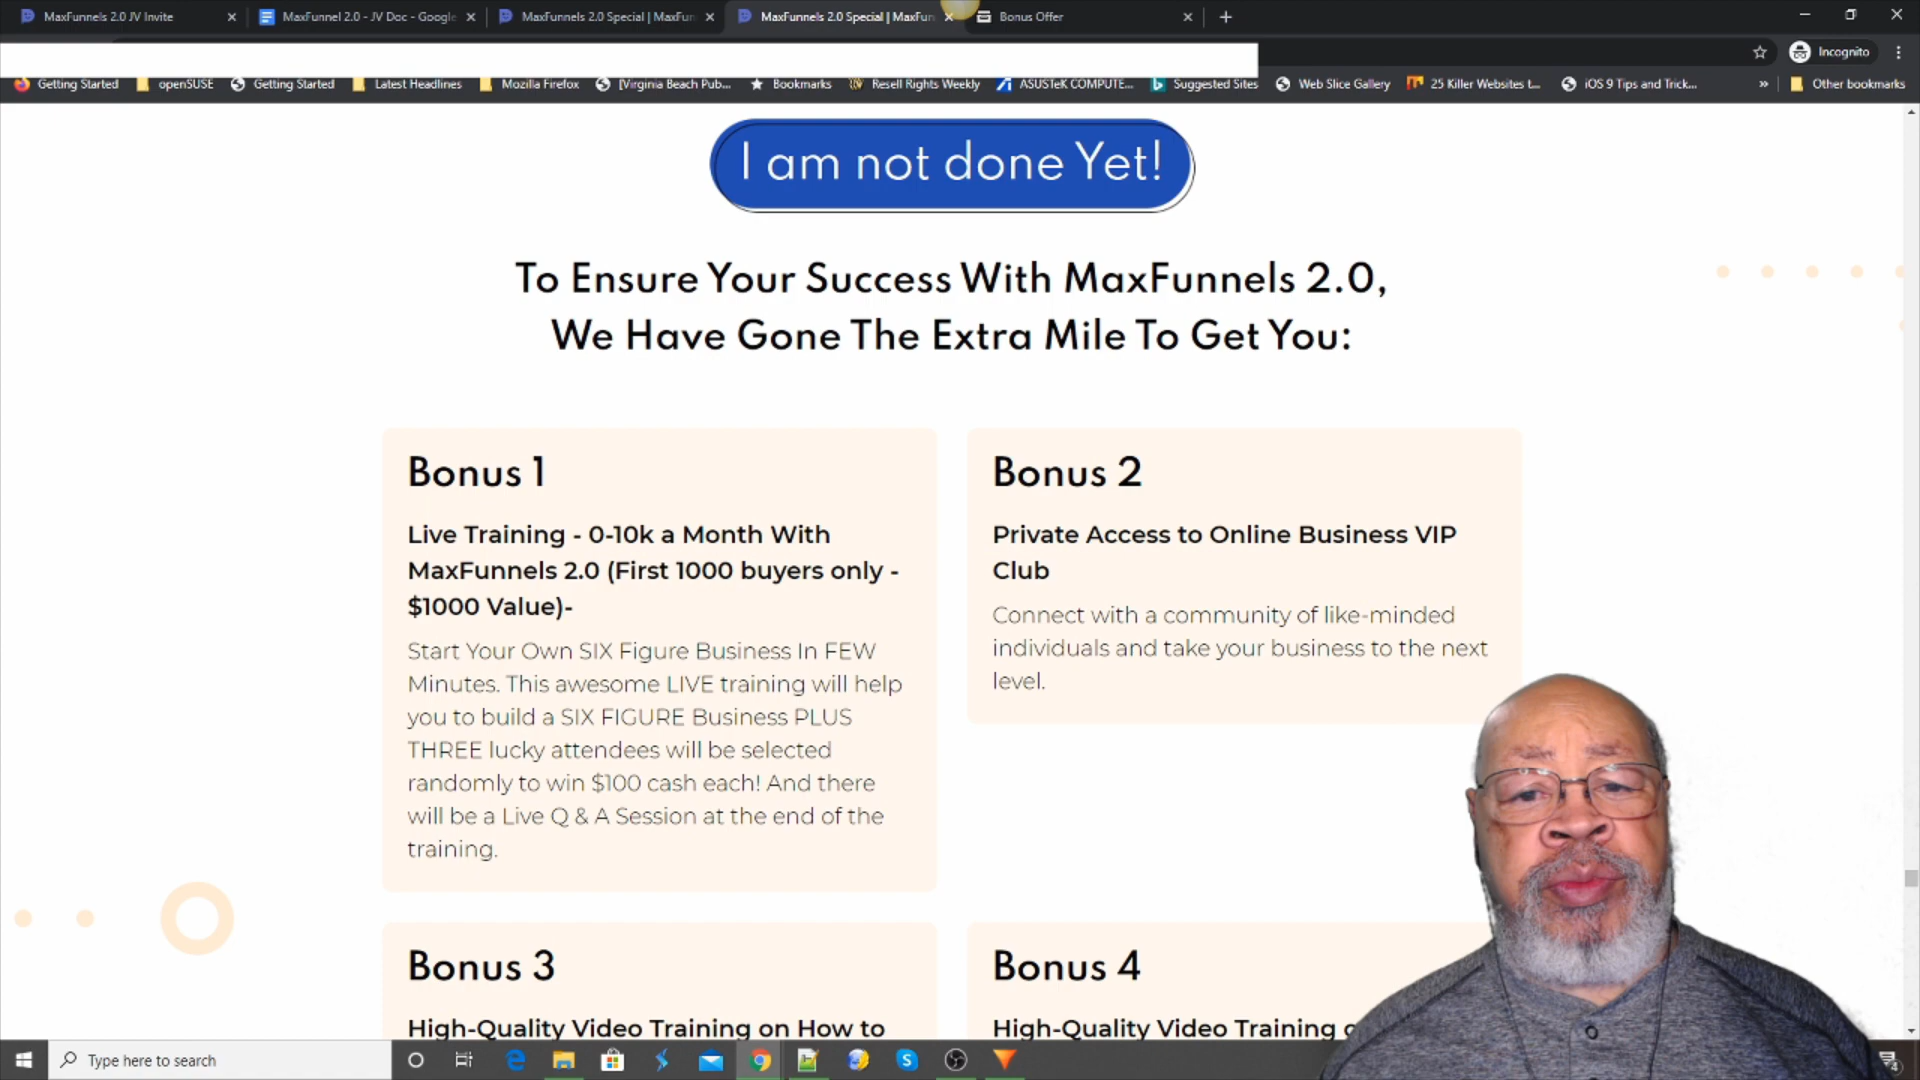 MaxFunnels 2.0 JV Invite
MaxFunnel 2.0 - JV Doc - Google
MaxFunnels 2.0 Special | MaxFun
MaxFunnels 2.0 Special | MaxFun
Bonus Offer
Incognito
Getting Started
openSUSE
Getting Started
Latest Headlines
Mozilla Firefox
[Virginia Beach Pub...
Bookmarks
Resell Rights Weekly
ASUSTeK COMPUTE...
Suggested Sites
Web Slice Gallery
25 Killer Websites t...
iOS 9 Tips and Trick...
»
Other bookmarks
I am not done Yet!
To Ensure Your Success With MaxFunnels 2.0,
We Have Gone The Extra Mile To Get You:
Bonus 1
Live Training - 0-10k a Month With
MaxFunnels 2.0 (First 1000 buyers only -
$1000 Value)-
Start Your Own SIX Figure Business In FEW
Minutes. This awesome LIVE training will help
you to build a SIX FIGURE Business PLUS
THREE lucky attendees will be selected
randomly to win $100 cash each! And there
will be a Live Q & A Session at the end of the
training.
Bonus 2
Private Access to Online Business VIP
Club
Connect with a community of like-minded
individuals and take your business to the next
level.
Bonus 3
High-Quality Video Training on How to
Bonus 4
High-Quality Video Training
Type here to search